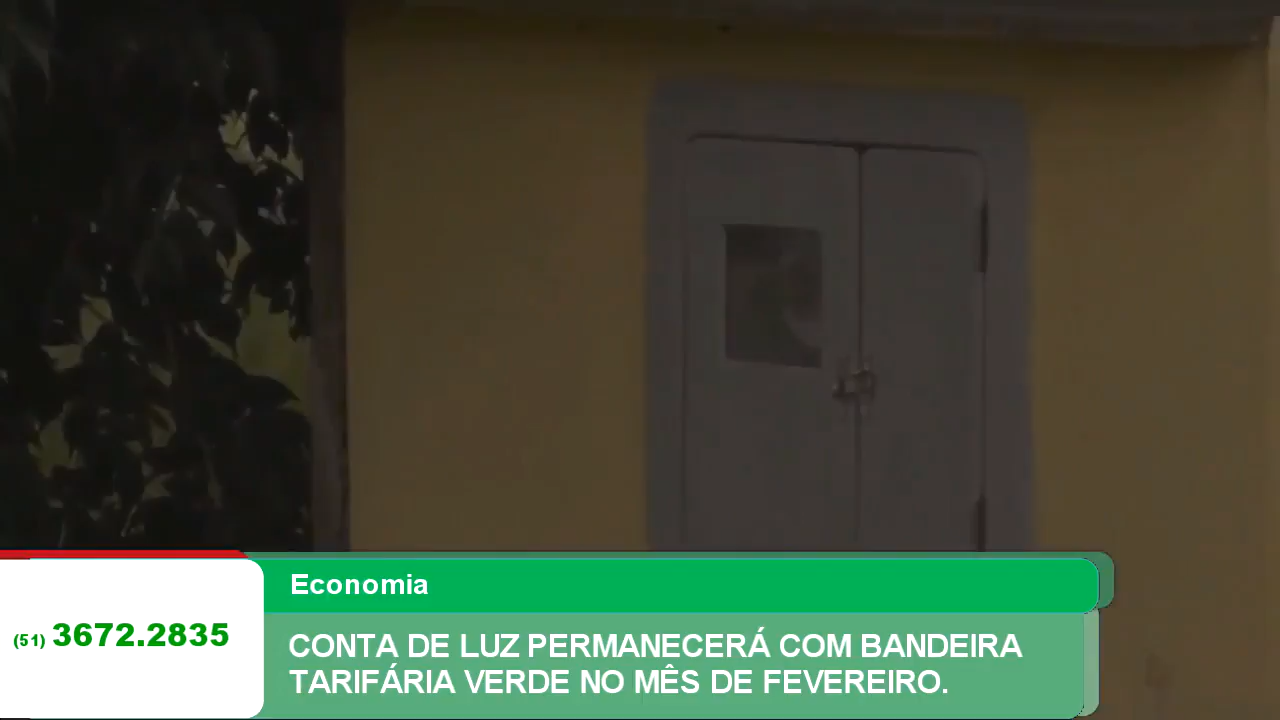 Economia
(51) 3672.2835
CONTA DE LUZ PERMANECERÁ COM BANDEIRA
TARIFÁRIA VERDE NO MÊS DE FEVEREIRO.